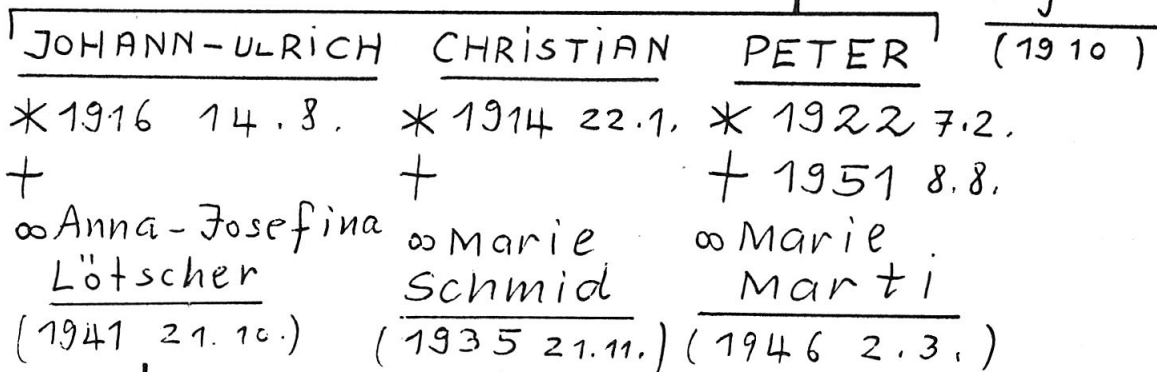 JOHANN-ULRICH CHRISTIAN PETER (1910)
*1916 14.8. *1914 22.1. *1922 7.2.
+ + + 1951 8.8.
∞ Anna-Josefina ∞ Marie ∞ Marie
Lötscher Schmid Marti
(1941 21.10.) (1935 21.11.) (1946 2.3.)